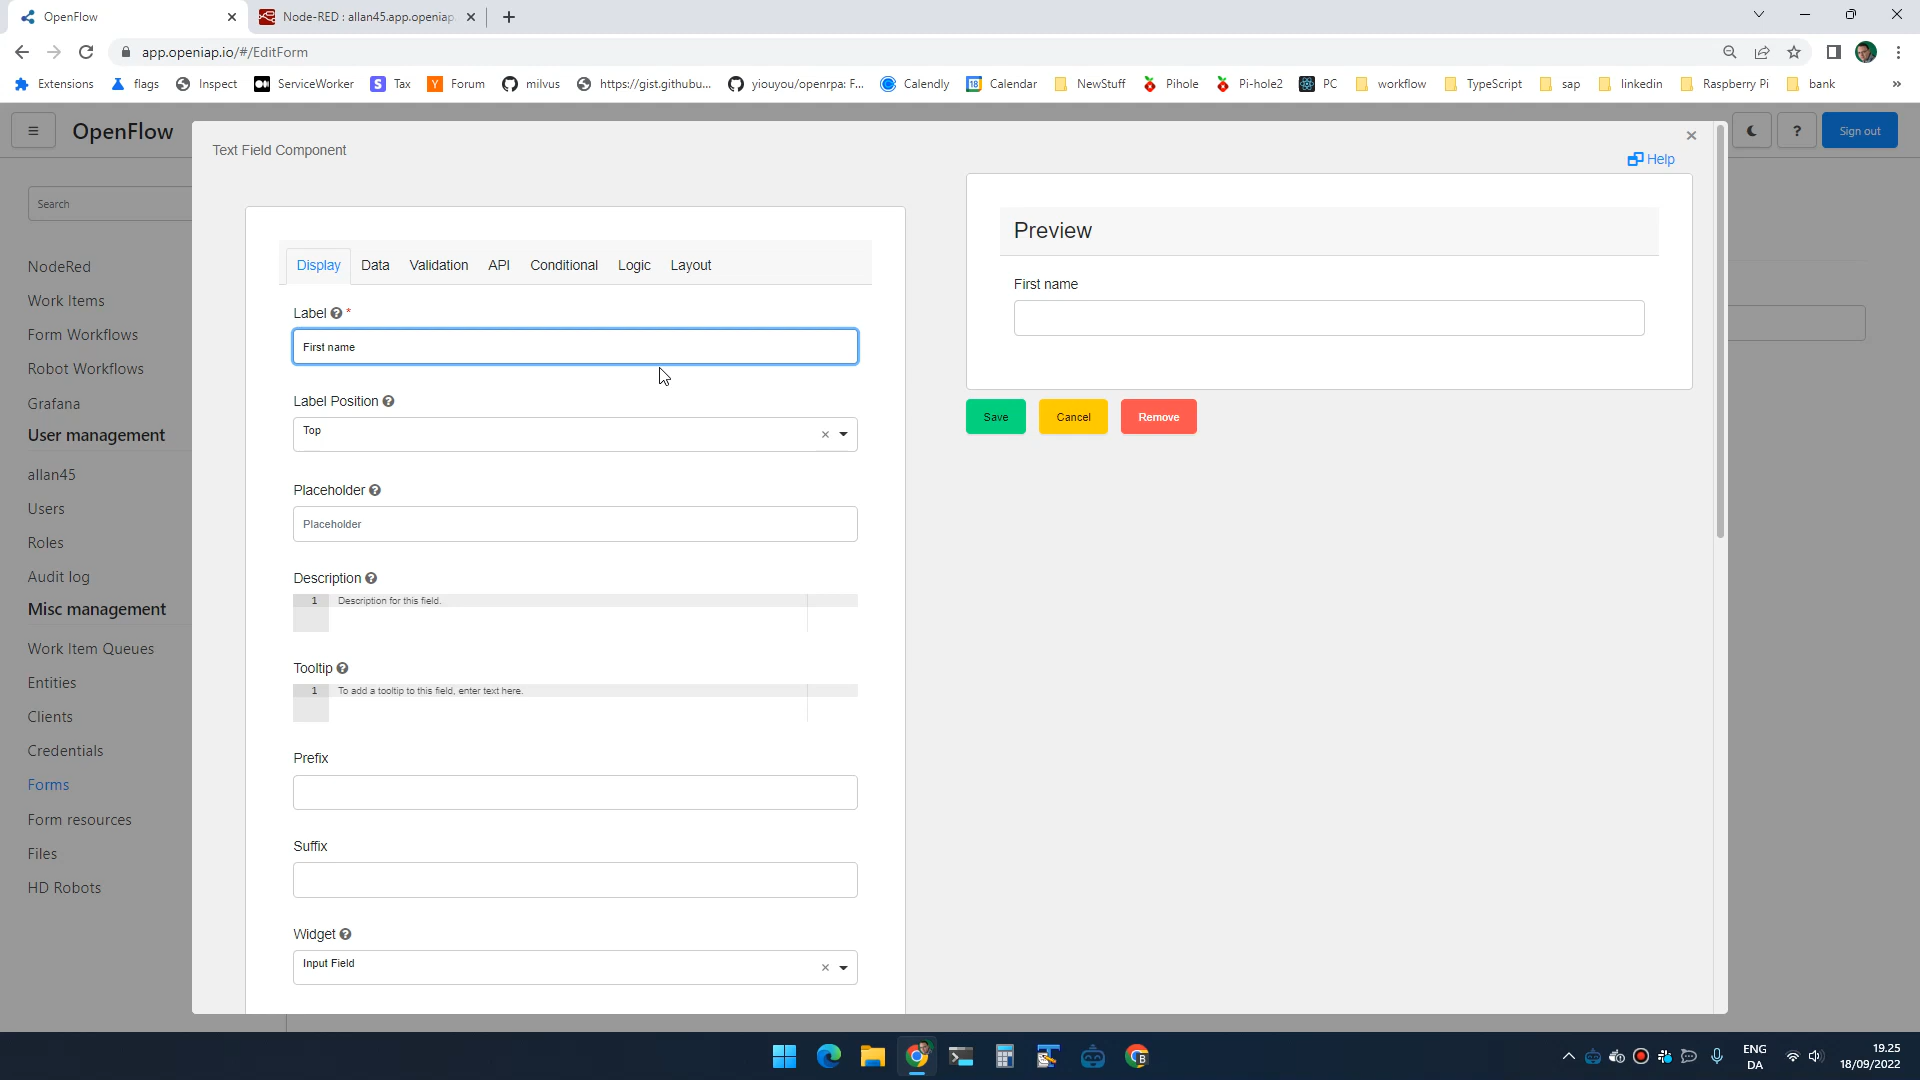 OpenFlow
Node-RED : allan45.app.openiap
app.openiap.io/#/EditForm
Extensions
flags
Inspect
ServiceWorker
Tax
Forum
milvus
https://gist.githubu...
yiouyou/openrpa: F...
Calendly
Calendar
NewStuff
Pihole
Pi-hole2
PC
workflow
TypeScript
sap
linkedin
Raspberry Pi
bank
»
OpenFlow
? Sign out
Search
NodeRed
Work Items
Form Workflows
Robot Workflows
Grafana
User management
allan45
Users
Roles
Audit log
Misc management
Work Item Queues
Entities
Clients
Credentials
Forms
Form resources
Files
HD Robots
Text Field Component
Help
Display Data Validation API Conditional Logic Layout
Label *
First name
Label Position
Top
Placeholder
Placeholder
Description
1 Description for this field.
Tooltip
1 To add a tooltip to this field, enter text here.
Prefix
Suffix
Widget
Input Field
Preview
First name
Save Cancel Remove
ENG
DA
19.25
18/09/2022